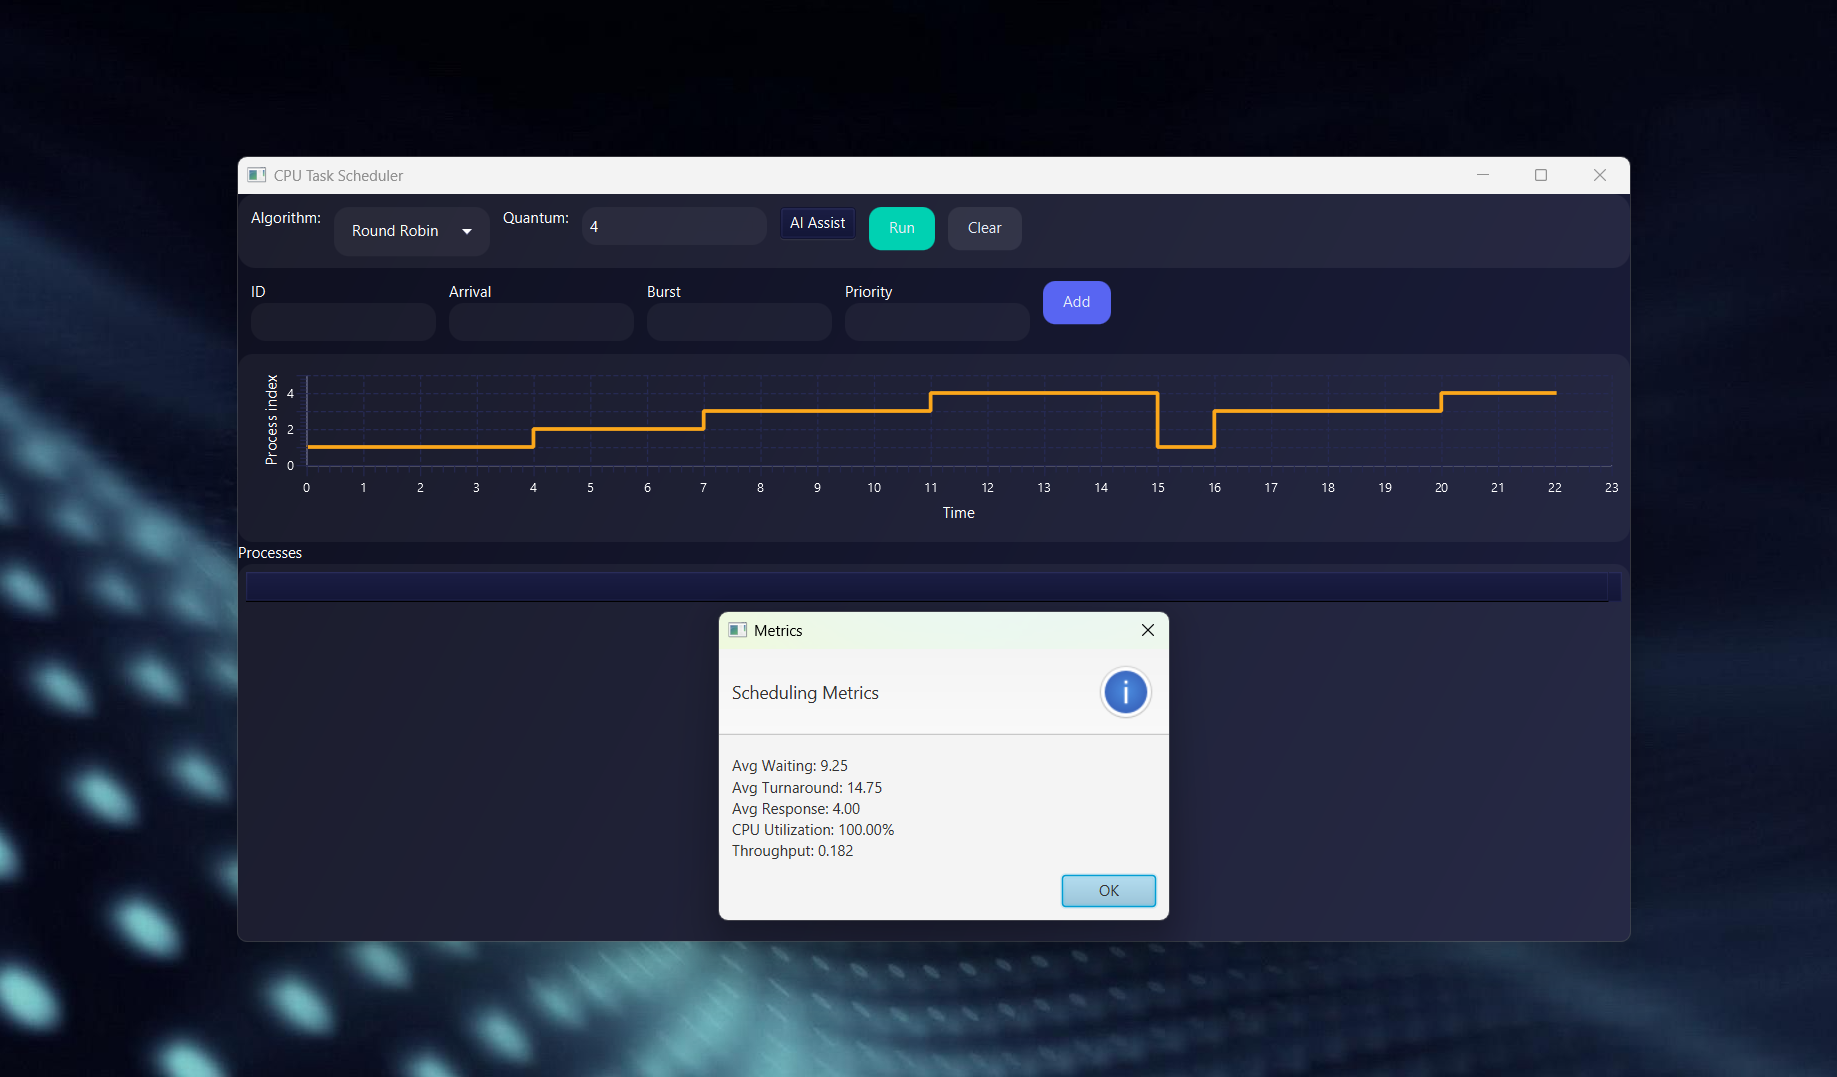 CPU Task Scheduler
Algorithm:
Round Robin
Quantum:
4
AI Assist
Run
Clear
ID
Arrival
Burst
Priority
Add
Process index
4
2
0
0 1 2 3 4 5 6 7 8 9 10 11 12 13 14 15 16 17 18 19 20 21 22 23
Time
Processes
Metrics
Scheduling Metrics
Avg Waiting: 9.25
Avg Turnaround: 14.75
Avg Response: 4.00
CPU Utilization: 100.00%
Throughput: 0.182
OK